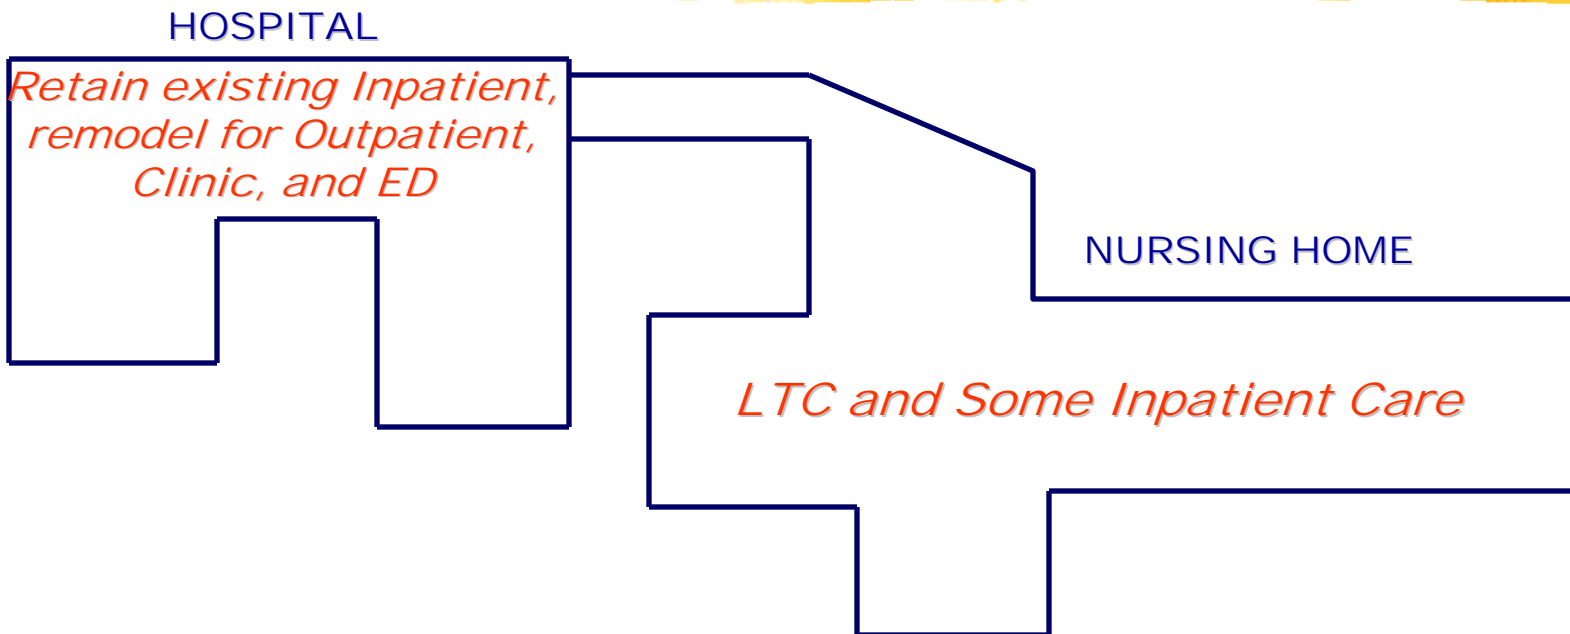 HOSPITAL
Retain existing Inpatient,
remodel for Outpatient,
Clinic, and ED
NURSING HOME
LTC and Some Inpatient Care